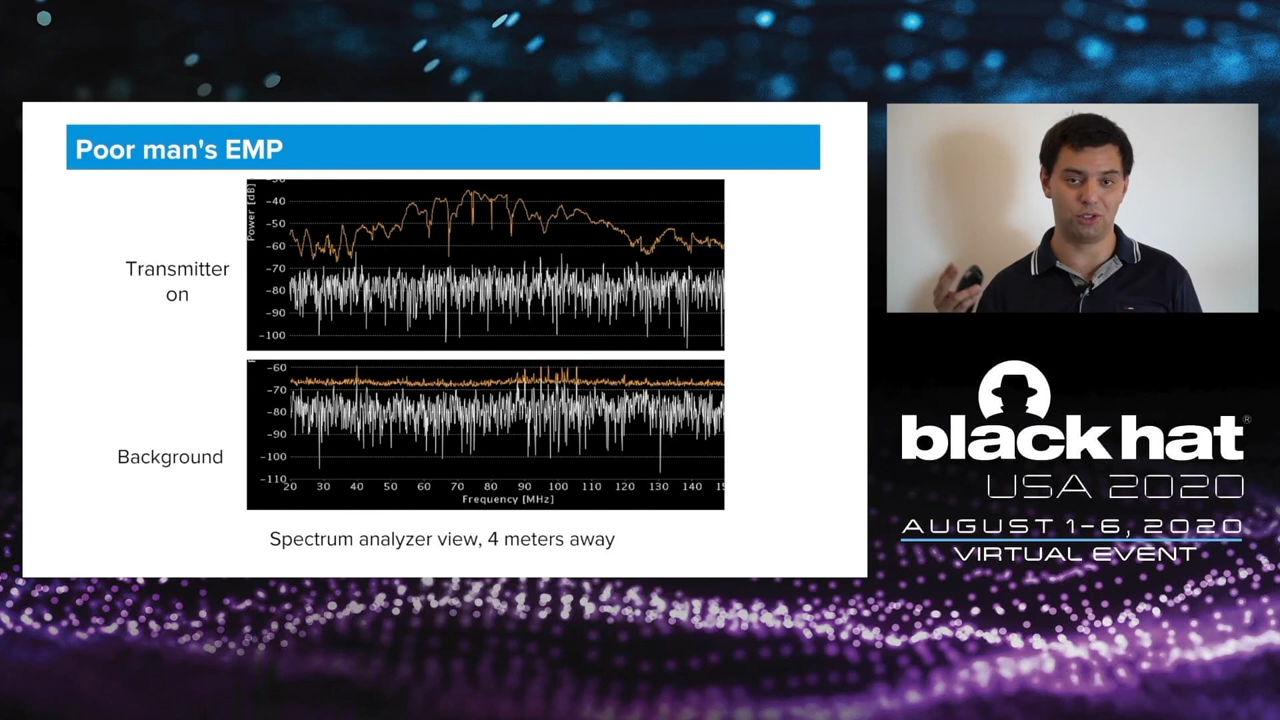 Poor man's EMP
Transmitter
on
Power [dB]
-40
-50
-60
-70
-80
-90
-100
Background
-60
-70
-80
-90
-100
-110
20 30 40 50 60 70 80 90 100 110 120 130 140
Frequency [MHz]
Spectrum analyzer view, 4 meters away
black hat®
USA 2020
AUGUST 1-6, 2020
VIRTUAL EVENT